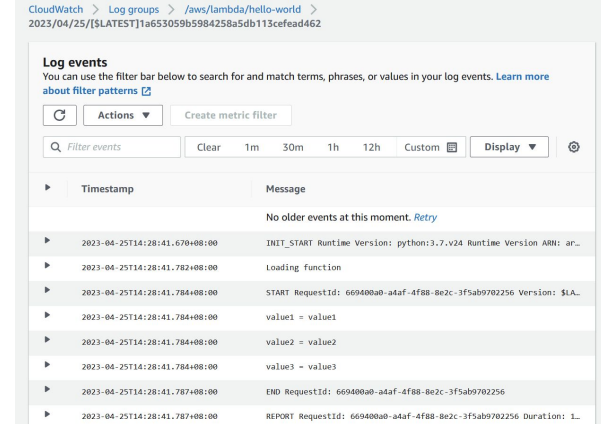 CloudWatch > Log groups > /aws/lambda/hello-world >
2023/04/25/[$LATEST]1a653059b5984258a5db113cefead462
Log events
You can use the filter bar below to search for and match terms, phrases, or values in your log events. Learn more
about filter patterns
Actions ▼ Create metric filter
Filter events Clear 1m 30m 1h 12h Custom Display ▼
Timestamp Message
No older events at this moment. Retry
2023-04-25T14:28:41.670+08:00 INIT_START Runtime Version: python:3.7.v24 Runtime Version ARN: ar…
2023-04-25T14:28:41.782+08:00 Loading function
2023-04-25T14:28:41.784+08:00 START RequestId: 669400a0-a4af-4f88-8e2c-3f5ab9702256 Version: $LA…
2023-04-25T14:28:41.784+08:00 value1 = value1
2023-04-25T14:28:41.784+08:00 value2 = value2
2023-04-25T14:28:41.784+08:00 value3 = value3
2023-04-25T14:28:41.787+08:00 END RequestId: 669400a0-a4af-4f88-8e2c-3f5ab9702256
2023-04-25T14:28:41.787+08:00 REPORT RequestId: 669400a0-a4af-4f88-8e2c-3f5ab9702256 Duration: 1…